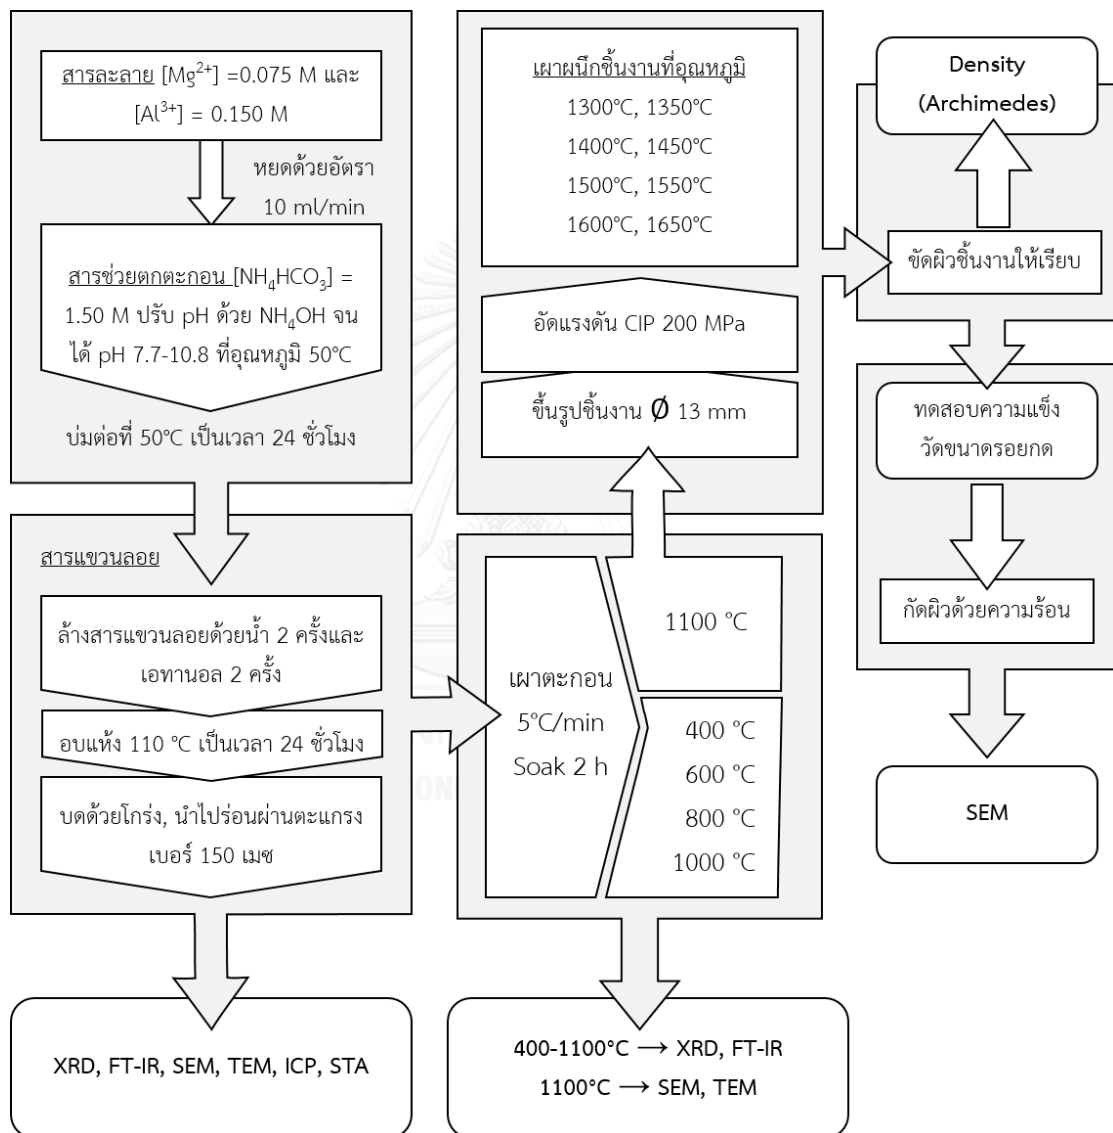 สารละลาย [Mg²⁺] =0.075 M และ
[Al³⁺] = 0.150 M
หยดด้วยอัตรา
10 ml/min
สารช่วยตกตะกอน [NH₄HCO₃] =
1.50 M ปรับ pH ด้วย NH₄OH จน
ได้ pH 7.7-10.8 ที่อุณหภูมิ 50°C
บ่มต่อที่ 50°C เป็นเวลา 24 ชั่วโมง
สารแขวนลอย
ล้างสารแขวนลอยด้วยน้ำ 2 ครั้งและ
เอทานอล 2 ครั้ง
อบแห้ง 110 °C เป็นเวลา 24 ชั่วโมง
บดด้วยโกร่ง, นำไปร่อนผ่านตะแกรง
เบอร์ 150 เมช
XRD, FT-IR, SEM, TEM, ICP, STA
เผาตะกอน
5°C/min
Soak 2 h
1100 °C
400 °C
600 °C
800 °C
1000 °C
400-1100°C → XRD, FT-IR
1100°C → SEM, TEM
ขึ้นรูปชิ้นงาน Ø 13 mm
อัดแรงดัน CIP 200 MPa
เผาผนึกชิ้นงานที่อุณหภูมิ
1300°C, 1350°C
1400°C, 1450°C
1500°C, 1550°C
1600°C, 1650°C
ขัดผิวชิ้นงานให้เรียบ
Density
(Archimedes)
ทดสอบความแข็ง
วัดขนาดรอยกด
กัดผิวด้วยความร้อน
SEM